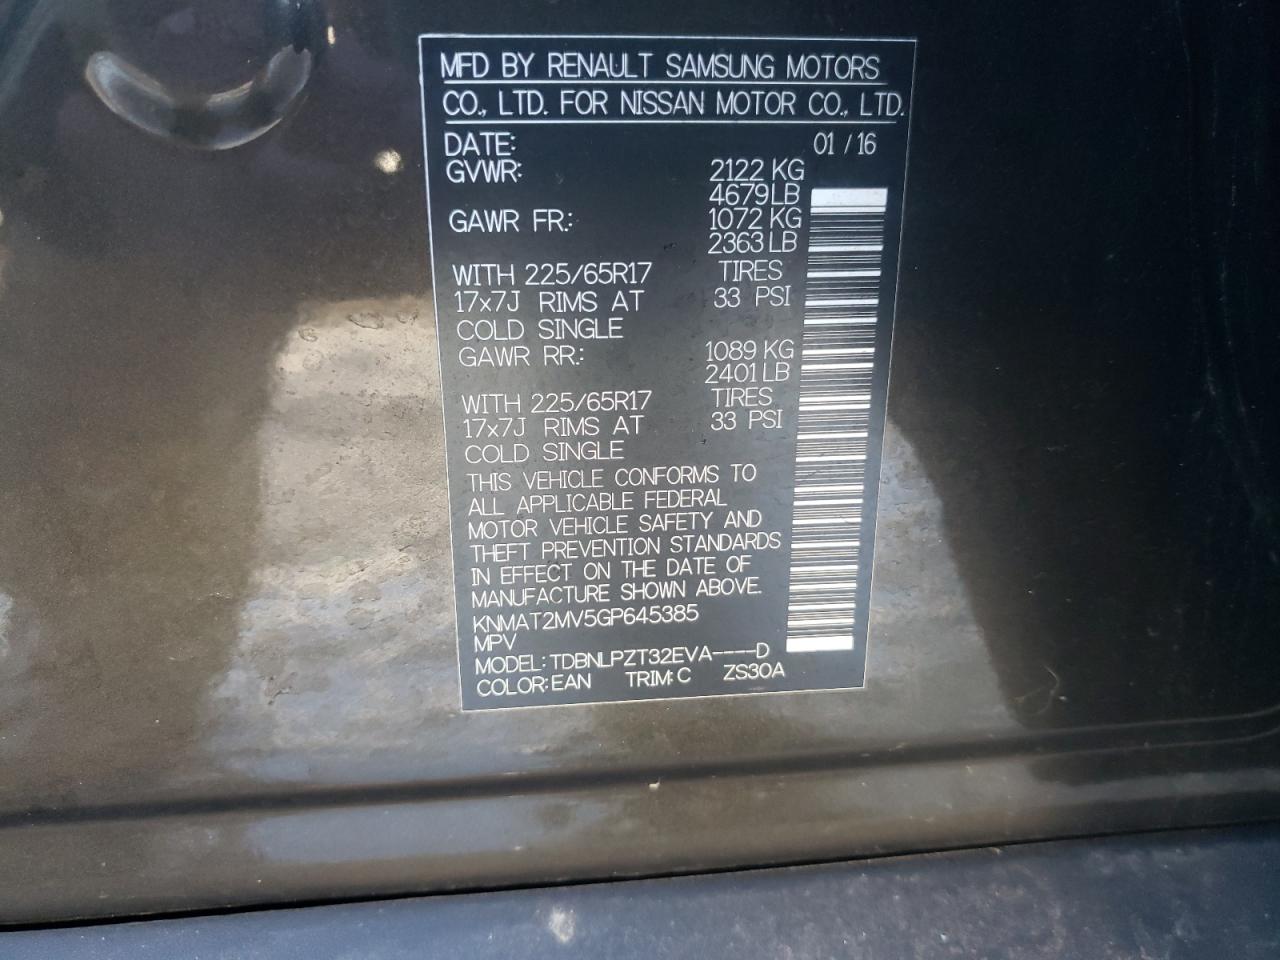 MFD BY RENAULT SAMSUNG MOTORS
CO., LTD. FOR NISSAN MOTOR CO., LTD.
DATE: 01 / 16
GVWR: 2122 KG
4679 LB
GAWR FR.: 1072 KG
2363 LB
WITH 225/65R17 TIRES
17x7J RIMS AT 33 PSI
COLD SINGLE
GAWR RR.: 1089 KG
2401 LB
WITH 225/65R17 TIRES
17x7J RIMS AT 33 PSI
COLD SINGLE
THIS VEHICLE CONFORMS TO
ALL APPLICABLE FEDERAL
MOTOR VEHICLE SAFETY AND
THEFT PREVENTION STANDARDS
IN EFFECT ON THE DATE OF
MANUFACTURE SHOWN ABOVE.
KNMAT2MV5GP645385
MPV
MODEL: TDBNLPZT32EVA----D
COLOR: EAN TRIM: C ZS30A